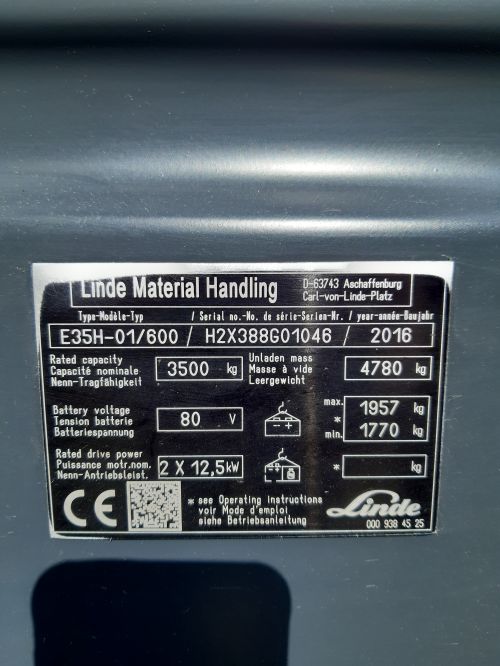 Linde Material Handling
D-63743 Aschaffenburg
Carl-von-Linde-Platz
Type-Modèle-Typ / Serial no.-No. de série-Serien-Nr. / year-année-Baujahr
E35H-01/600 / H2X388G01046 / 2016
Rated capacity
Capacité nominale
Nenn-Tragfähigkeit
3500 kg
Unladen mass
Masse à vide
Leergewicht
4780 kg
Battery voltage
Tension batterie
Batteriespannung
80 V
- +
max. 1957 kg
*
min. 1770 kg
Rated drive power
Puissance motr.nom.
Nenn-Antriebsleist.
2 X 12,5kW
* kg
CE
* see Operating instructions
voir Mode d'emploi
siehe Betriebsanleitung
Linde
000 938 45 25